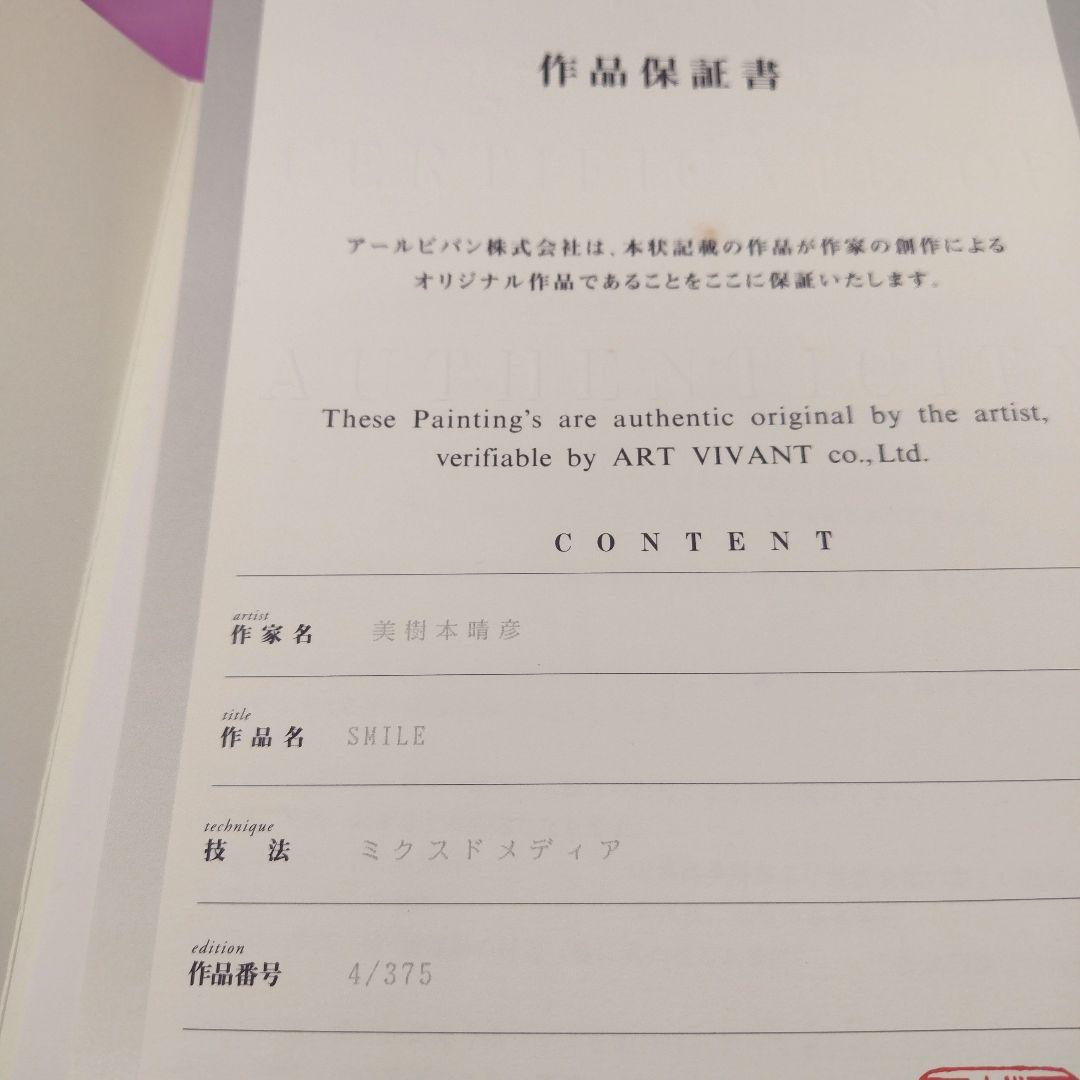 作品保証書
アールビバン株式会社は、本状記載の作品が作家の創作による
オリジナル作品であることをここに保証いたします。
These Painting's are authentic original by the artist,
verifiable by ART VIVANT co.,Ltd.
CONTENT
artist
作家名 美樹本晴彦
title
作品名 SMILE
technique
技法 ミクスドメディア
edition
作品番号 4/375